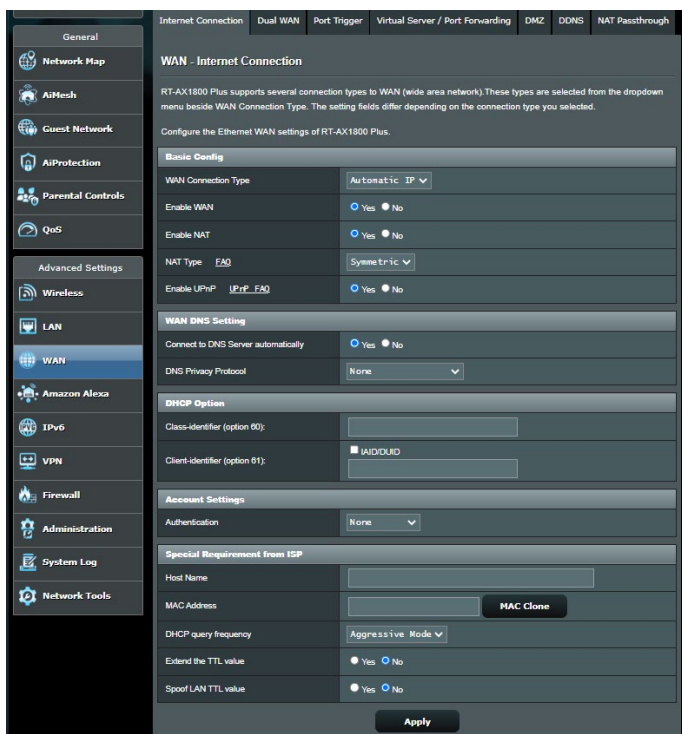 Internet Connection Dual WAN Port Trigger Virtual Server / Port Forwarding DMZ DDNS NAT Passthrough
General
Network Map
AiMesh
Guest Network
AiProtection
Parental Controls
QoS
Advanced Settings
Wireless
LAN
WAN
Amazon Alexa
IPv6
VPN
Firewall
Administration
System Log
Network Tools
WAN - Internet Connection
RT-AX1800 Plus supports several connection types to WAN (wide area network).These types are selected from the dropdown
menu beside WAN Connection Type. The setting fields differ depending on the connection type you selected.
Configure the Ethernet WAN settings of RT-AX1800 Plus.
Basic Config
WAN Connection Type Automatic IP
Enable WAN Yes No
Enable NAT Yes No
NAT Type FAQ Symmetric
Enable UPnP UPnP FAQ Yes No
WAN DNS Setting
Connect to DNS Server automatically Yes No
DNS Privacy Protocol None
DHCP Option
Class-identifier (option 60):
Client-identifier (option 61): IAID/DUID
Account Settings
Authentication None
Special Requirement from ISP
Host Name
MAC Address MAC Clone
DHCP query frequency Aggressive Mode
Extend the TTL value Yes No
Spoof LAN TTL value Yes No
Apply